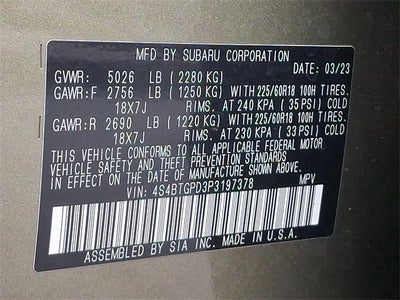 MFD BY SUBARU CORPORATION
GVWR: 5026 LB (2280 KG) DATE: 03/23
GAWR:F 2756 LB (1250 KG) WITH 225/60R18 100H TIRES.
18X7J RIMS. AT 240 KPA (35 PSI) COLD
GAWR:R 2690 LB (1220 KG) WITH 225/60R18 100H TIRES.
18X7J RIMS. AT 230 KPA (33 PSI) COLD
THIS VEHICLE CONFORMS TO ALL APPLICABLE FEDERAL MOTOR
VEHICLE SAFETY AND THEFT PREVENTION STANDARDS
IN EFFECT ON THE DATE OF MANUFACTURE SHOWN ABOVE.
VIN: 4S4BTGPD3P3197378 MPV
ASSEMBLED BY SIA INC. MADE IN U.S.A.